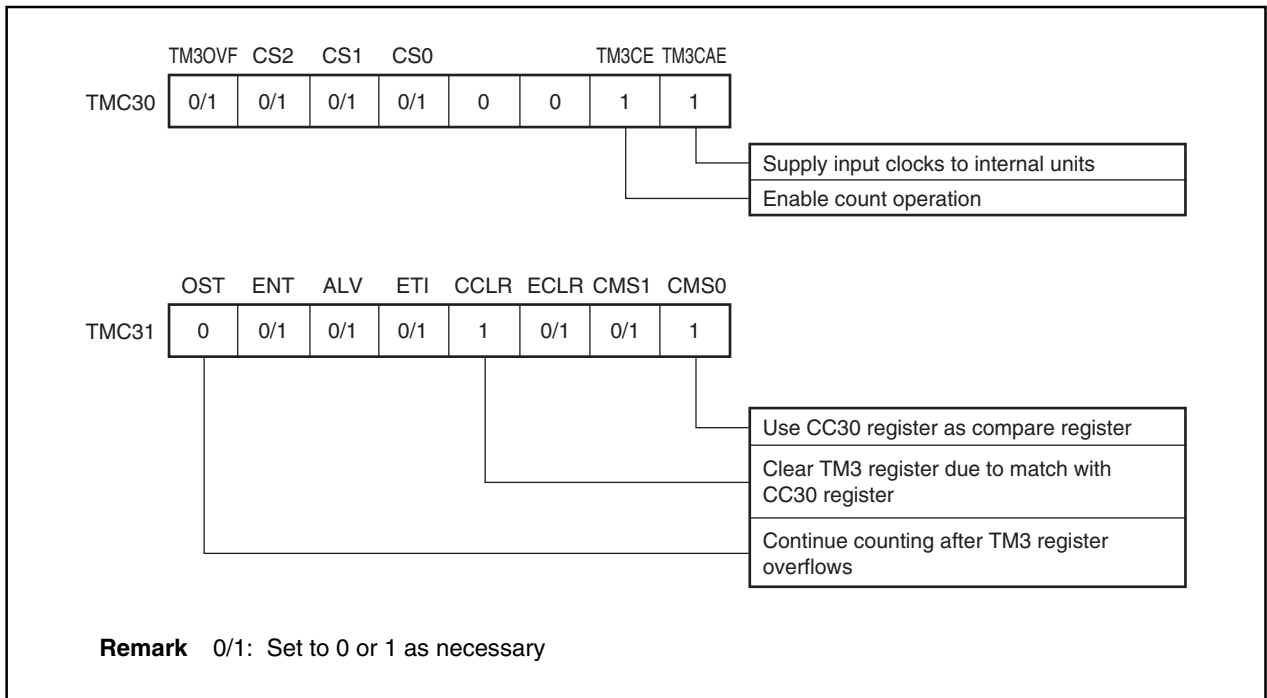 TM3OVF CS2 CS1 CS0 TM3CE TM3CAE
TMC30 0/1 0/1 0/1 0/1 0 0 1 1
Supply input clocks to internal units
Enable count operation
OST ENT ALV ETI CCLR ECLR CMS1 CMS0
TMC31 0 0/1 0/1 0/1 1 0/1 0/1 1
Use CC30 register as compare register
Clear TM3 register due to match with
CC30 register
Continue counting after TM3 register
overflows
Remark 0/1: Set to 0 or 1 as necessary